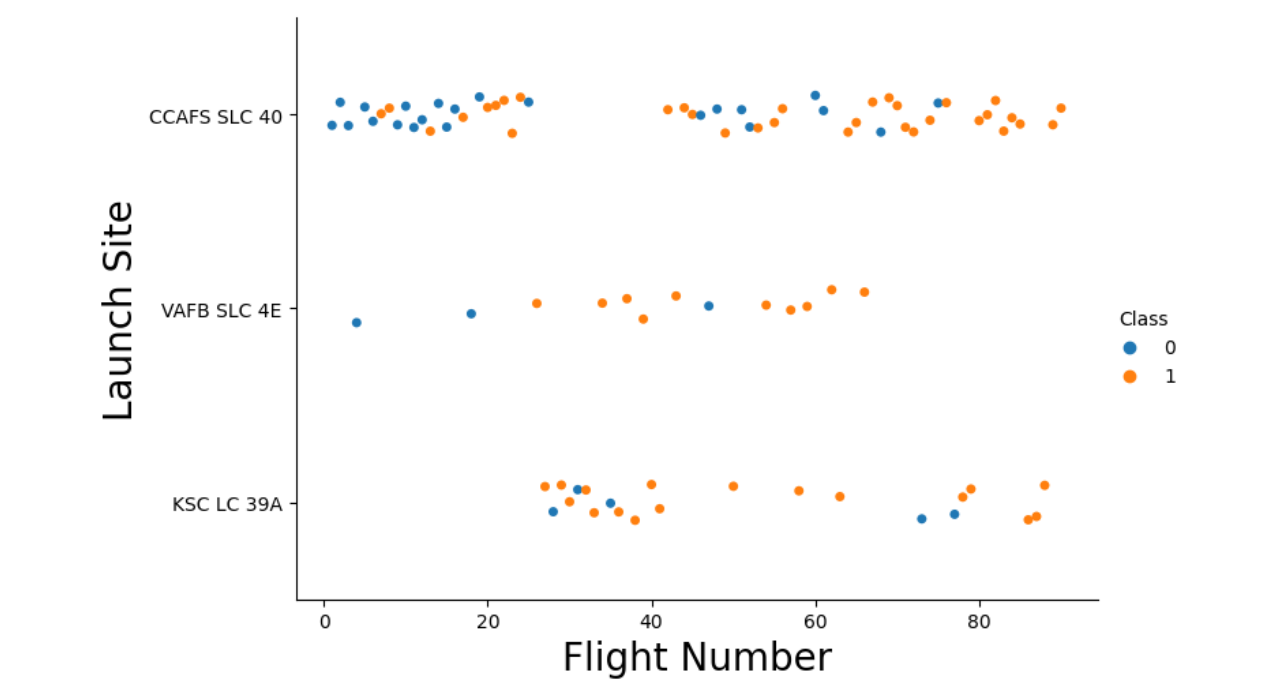 CCAFS SLC 40
VAFB SLC 4E
KSC LC 39A
Launch Site
0 20 40 60 80
Flight Number
Class
0
1